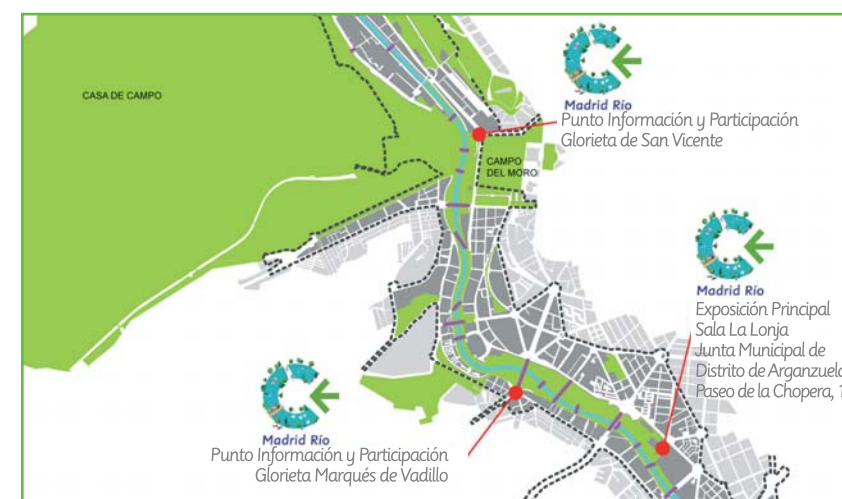 CASA DE CAMPO
Madrid Río
Punto Información y Participación
Glorieta de San Vicente
CAMPO
DEL MORO
Madrid Río
Exposición Principal
Sala La Lonja
Junta Municipal de
Distrito de Arganzuela
Paseo de la Chopera, 1
Madrid Río
Punto Información y Participación
Glorieta Marqués de Vadillo